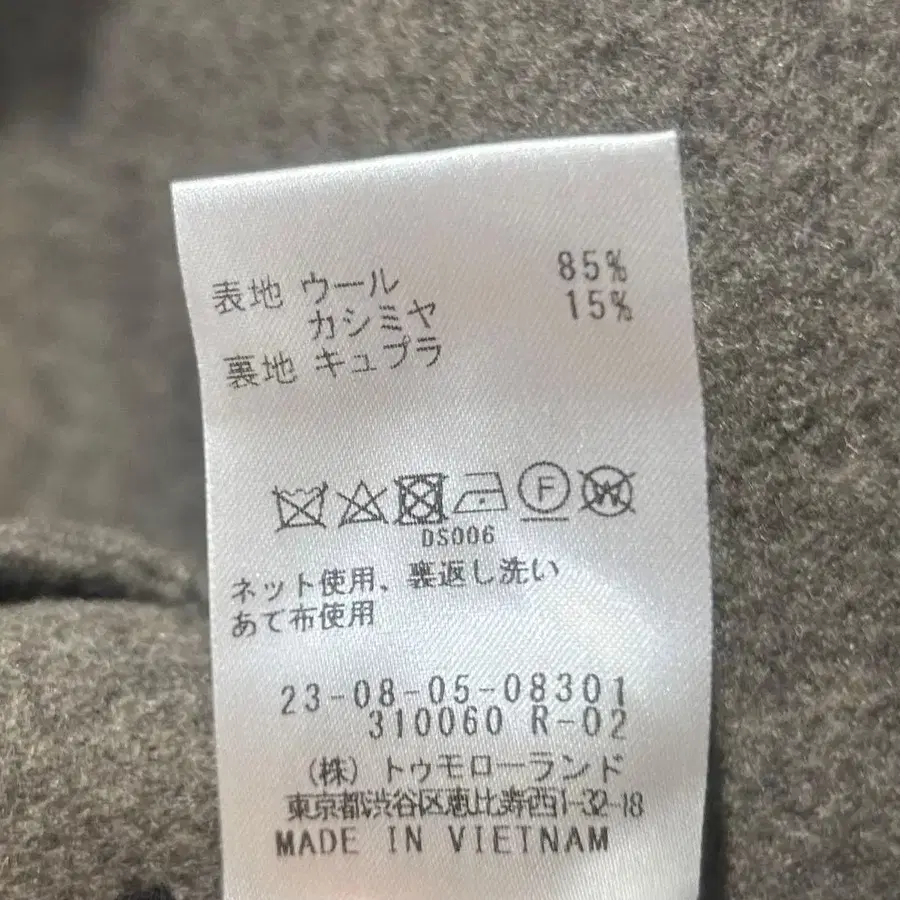 表地 ウール 85%
カシミヤ 15%
裏地 キュプラ
F W
DS006
ネット使用、裏返し洗い
あて布使用
23-08-05-08301
310060 R-02
(株)トゥモローランド
東京都渋谷区恵比寿西1-32-18
MADE IN VIETNAM